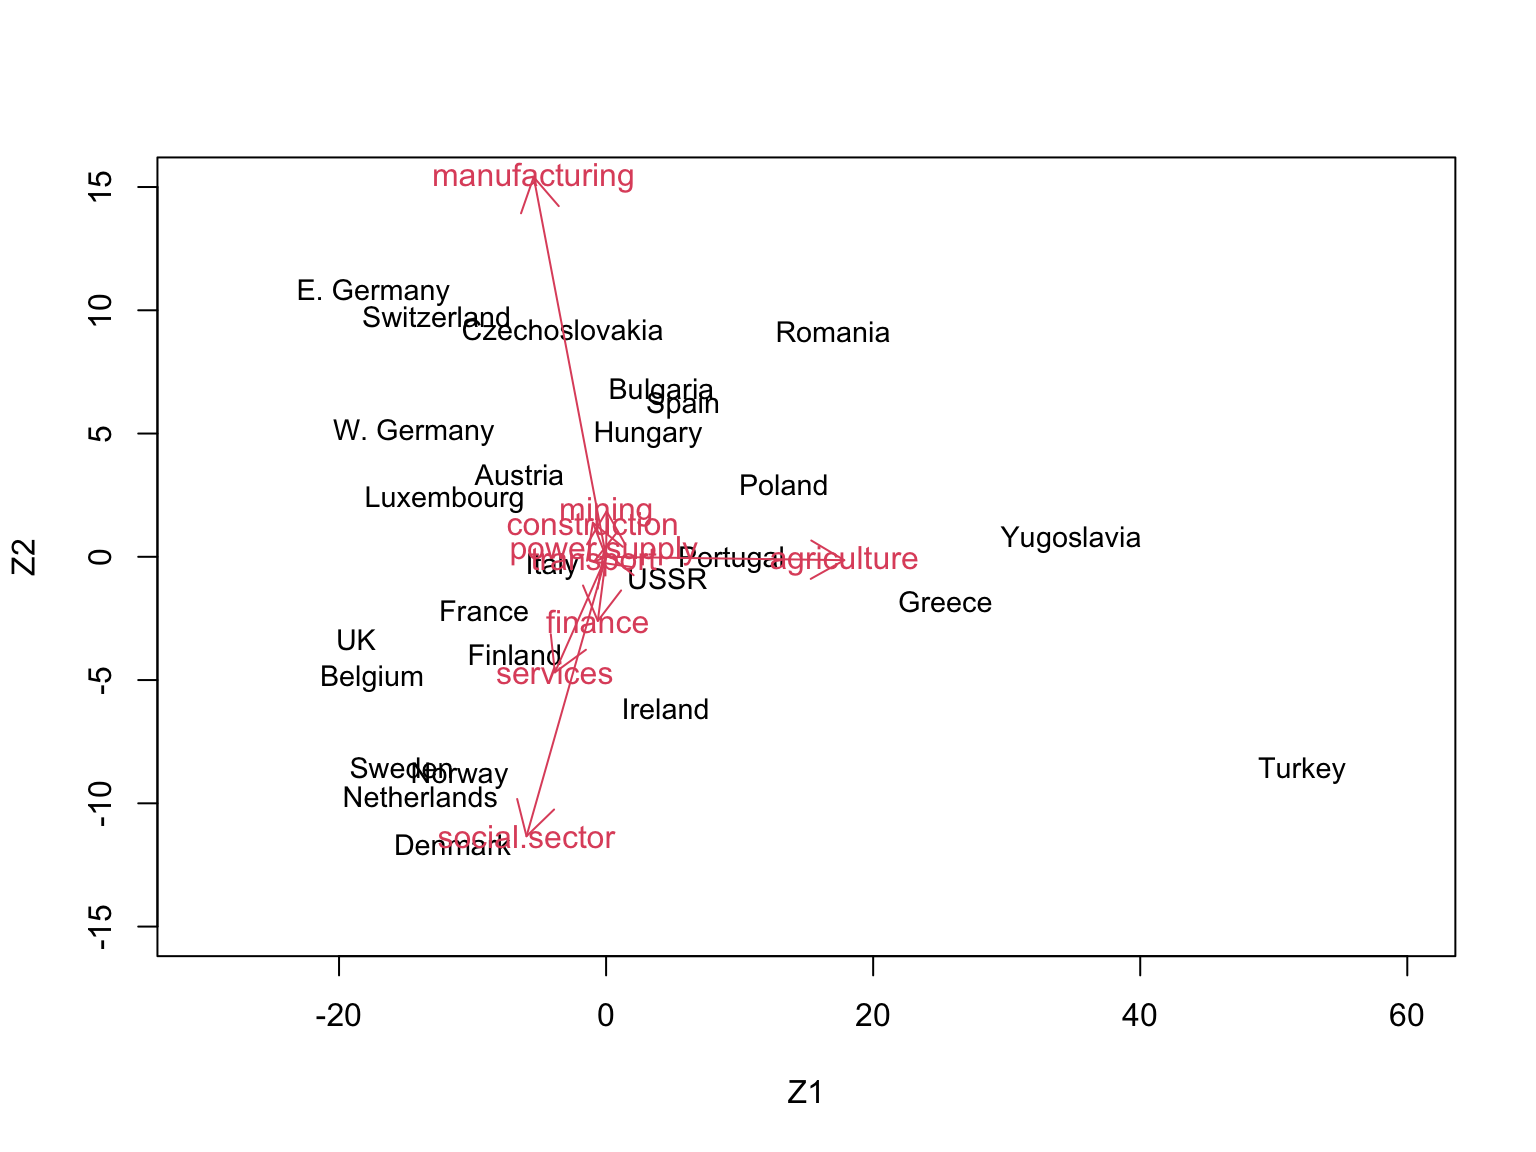 manufacturing
15
E. Germany
10
Switzerland
Czechoslovakia
Romania
Bulgaria
Spain
5
W. Germany
Hungary
Austria
Poland
Luxembourg
mining
construction
Yugoslavia
power.supply
Z2
0
Portugal
agriculture
transport
Italy
USSR
Greece
France
finance
UK
Finland
services
-5
Belgium
Ireland
Sweden
Turkey
Norway
-10
Netherlands
social.sector
Denmark
-15
-20 0 20 40 60
Z1